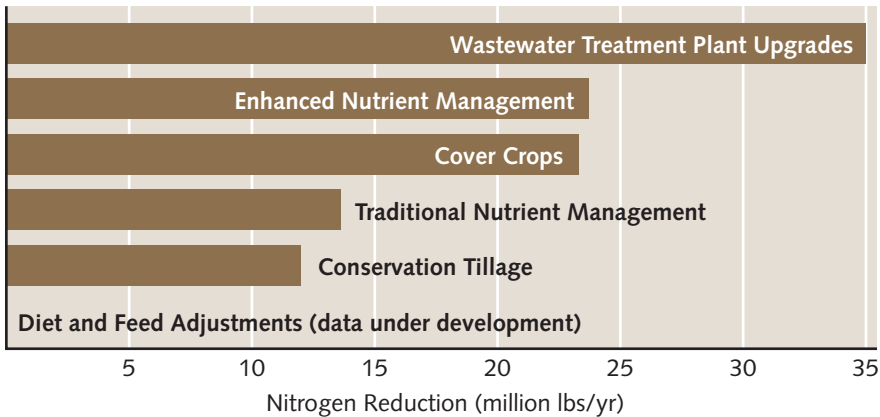 Wastewater Treatment Plant Upgrades
Enhanced Nutrient Management
Cover Crops
Traditional Nutrient Management
Conservation Tillage
Diet and Feed Adjustments (data under development)
5 10 15 20 25 30 35
Nitrogen Reduction (million lbs/yr)